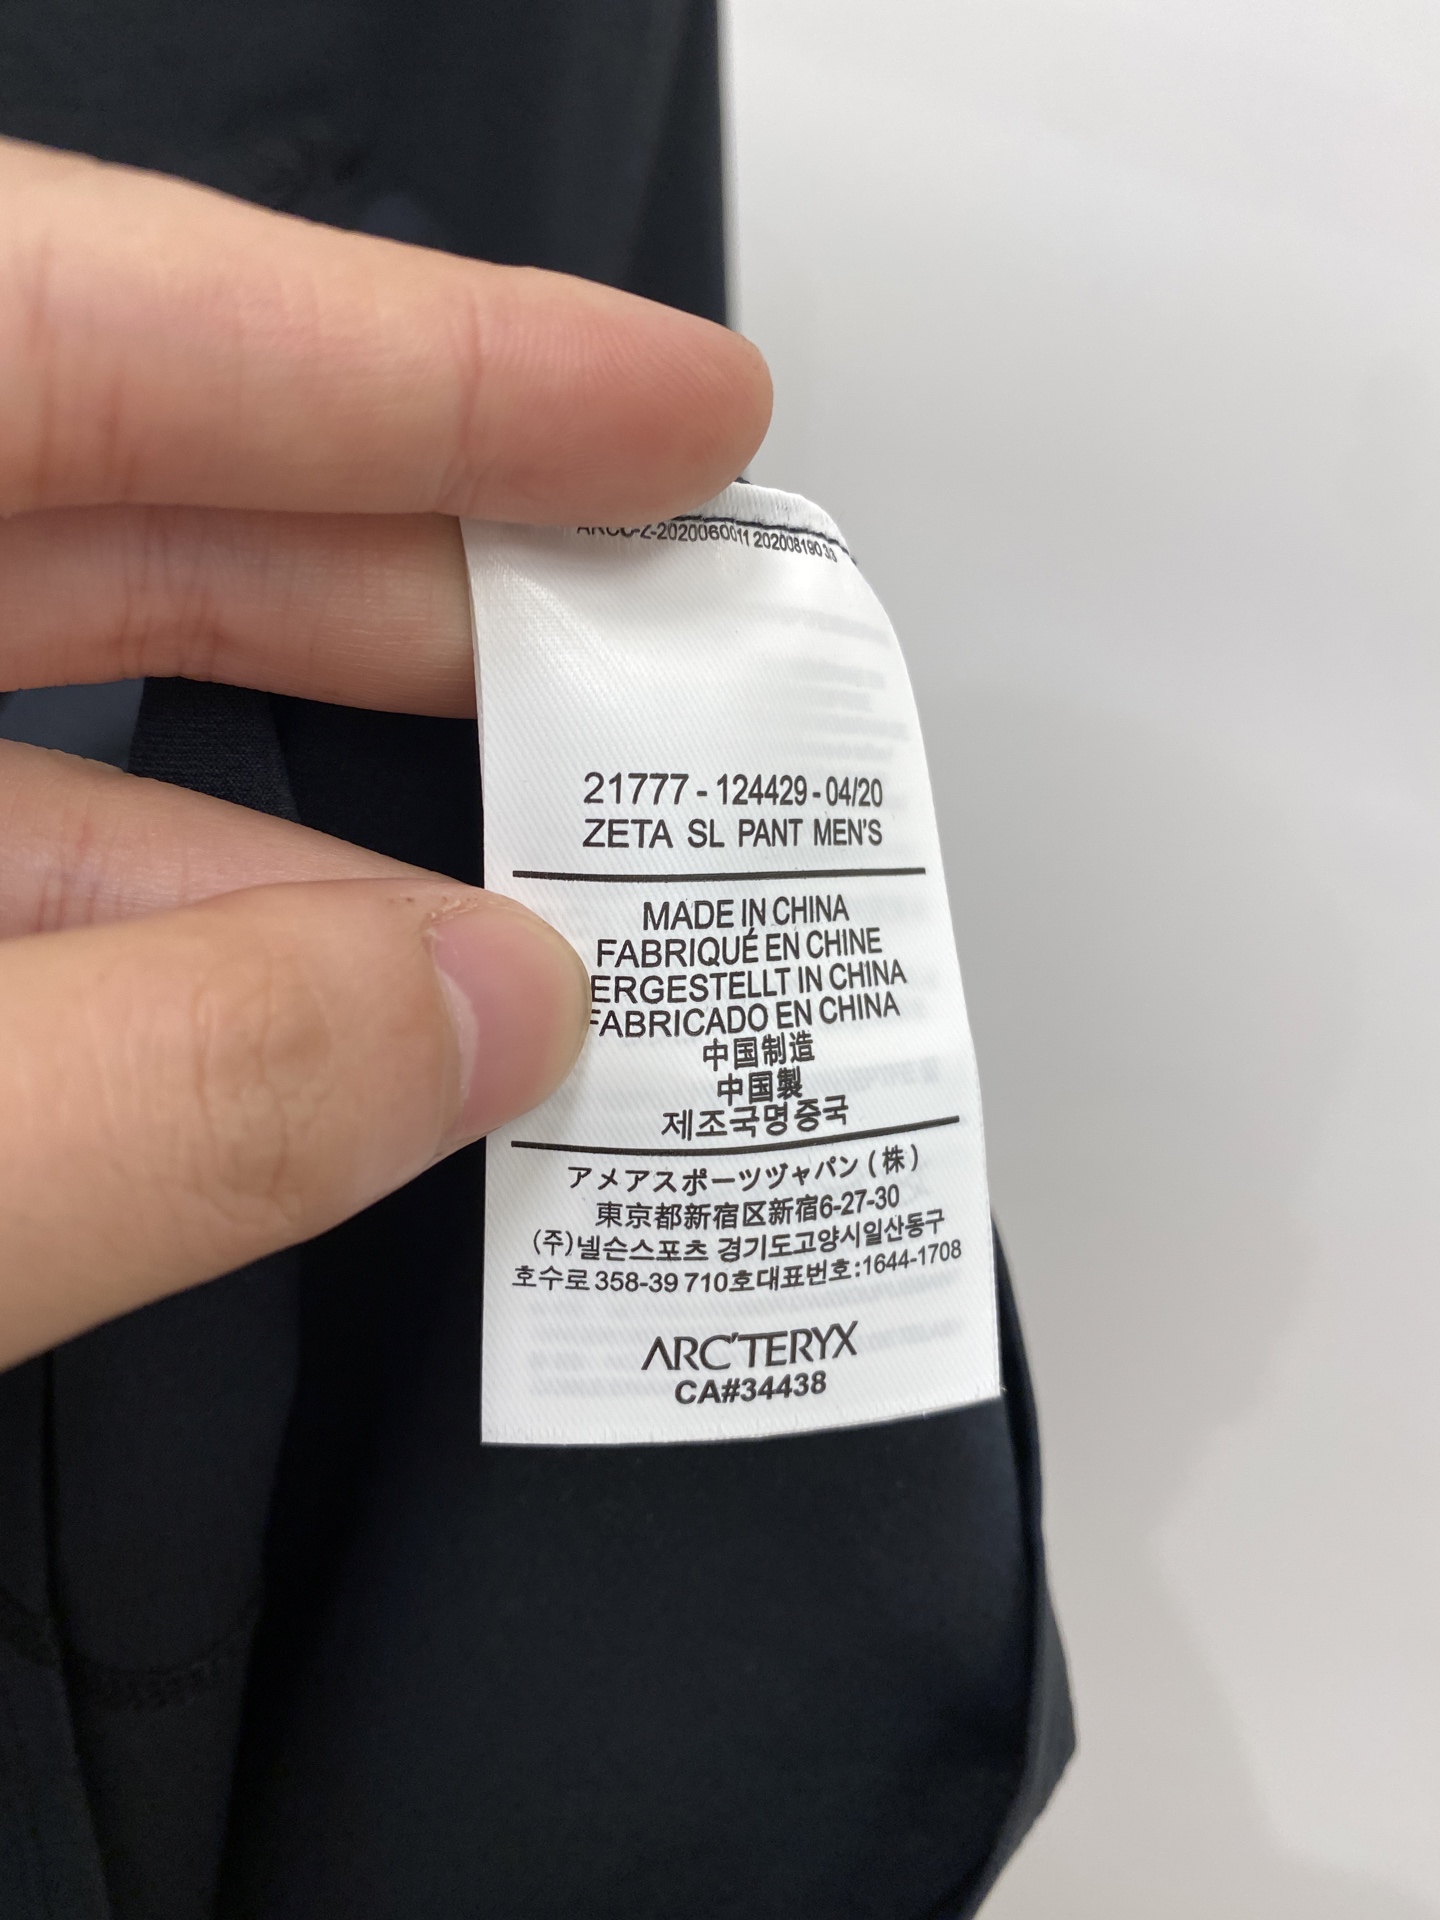 2020060011 20200819033
21777 - 124429 - 04/20
ZETA SL PANT MEN'S
MADE IN CHINA
FABRIQUÉ EN CHINE
ERGESTELLT IN CHINA
FABRICADO EN CHINA
中国制造
中国製
제조국명중국
アメアスポーツヅャパン (株)
東京都新宿区新宿6-27-30
(주)넬슨스포츠 경기도고양시일산동구
호수로358-39 710호대표번호:1644-1708
ARC'TERYX
CA#34438